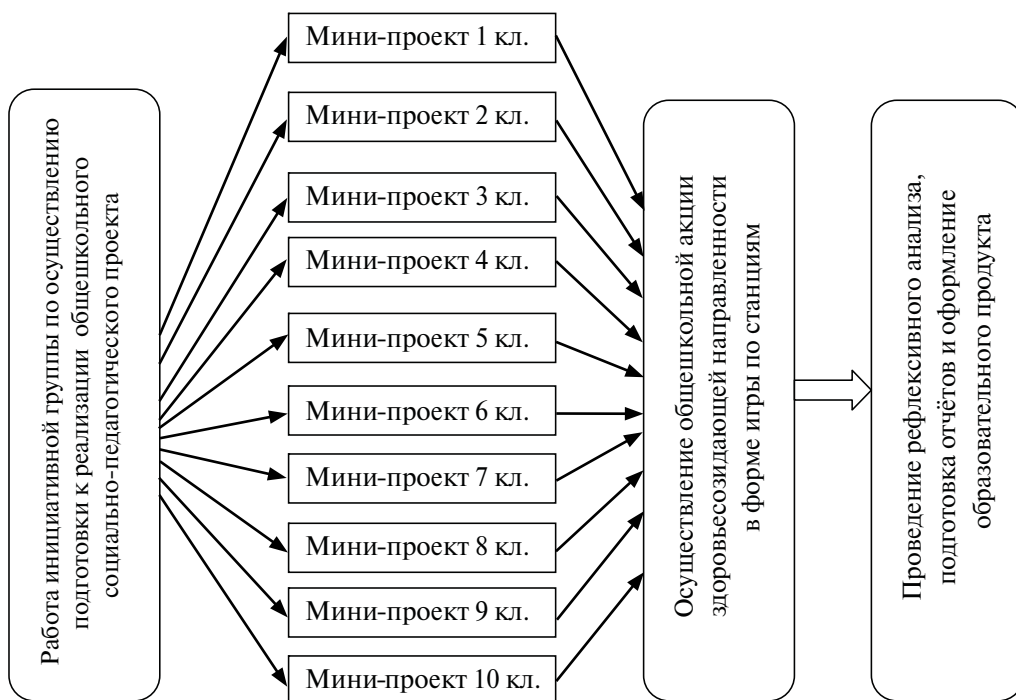 Работа инициативной группы по осуществлению
подготовки к реализации общешкольного
социально-педагогического проекта
Мини-проект 1 кл.
Мини-проект 2 кл.
Мини-проект 3 кл.
Мини-проект 4 кл.
Мини-проект 5 кл.
Мини-проект 6 кл.
Мини-проект 7 кл.
Мини-проект 8 кл.
Мини-проект 9 кл.
Мини-проект 10 кл.
Осуществление общешкольной акции
здоровьесозидающей направленности
в форме игры по станциям
Проведение рефлексивного анализа,
подготовка отчётов и оформление
образовательного продукта